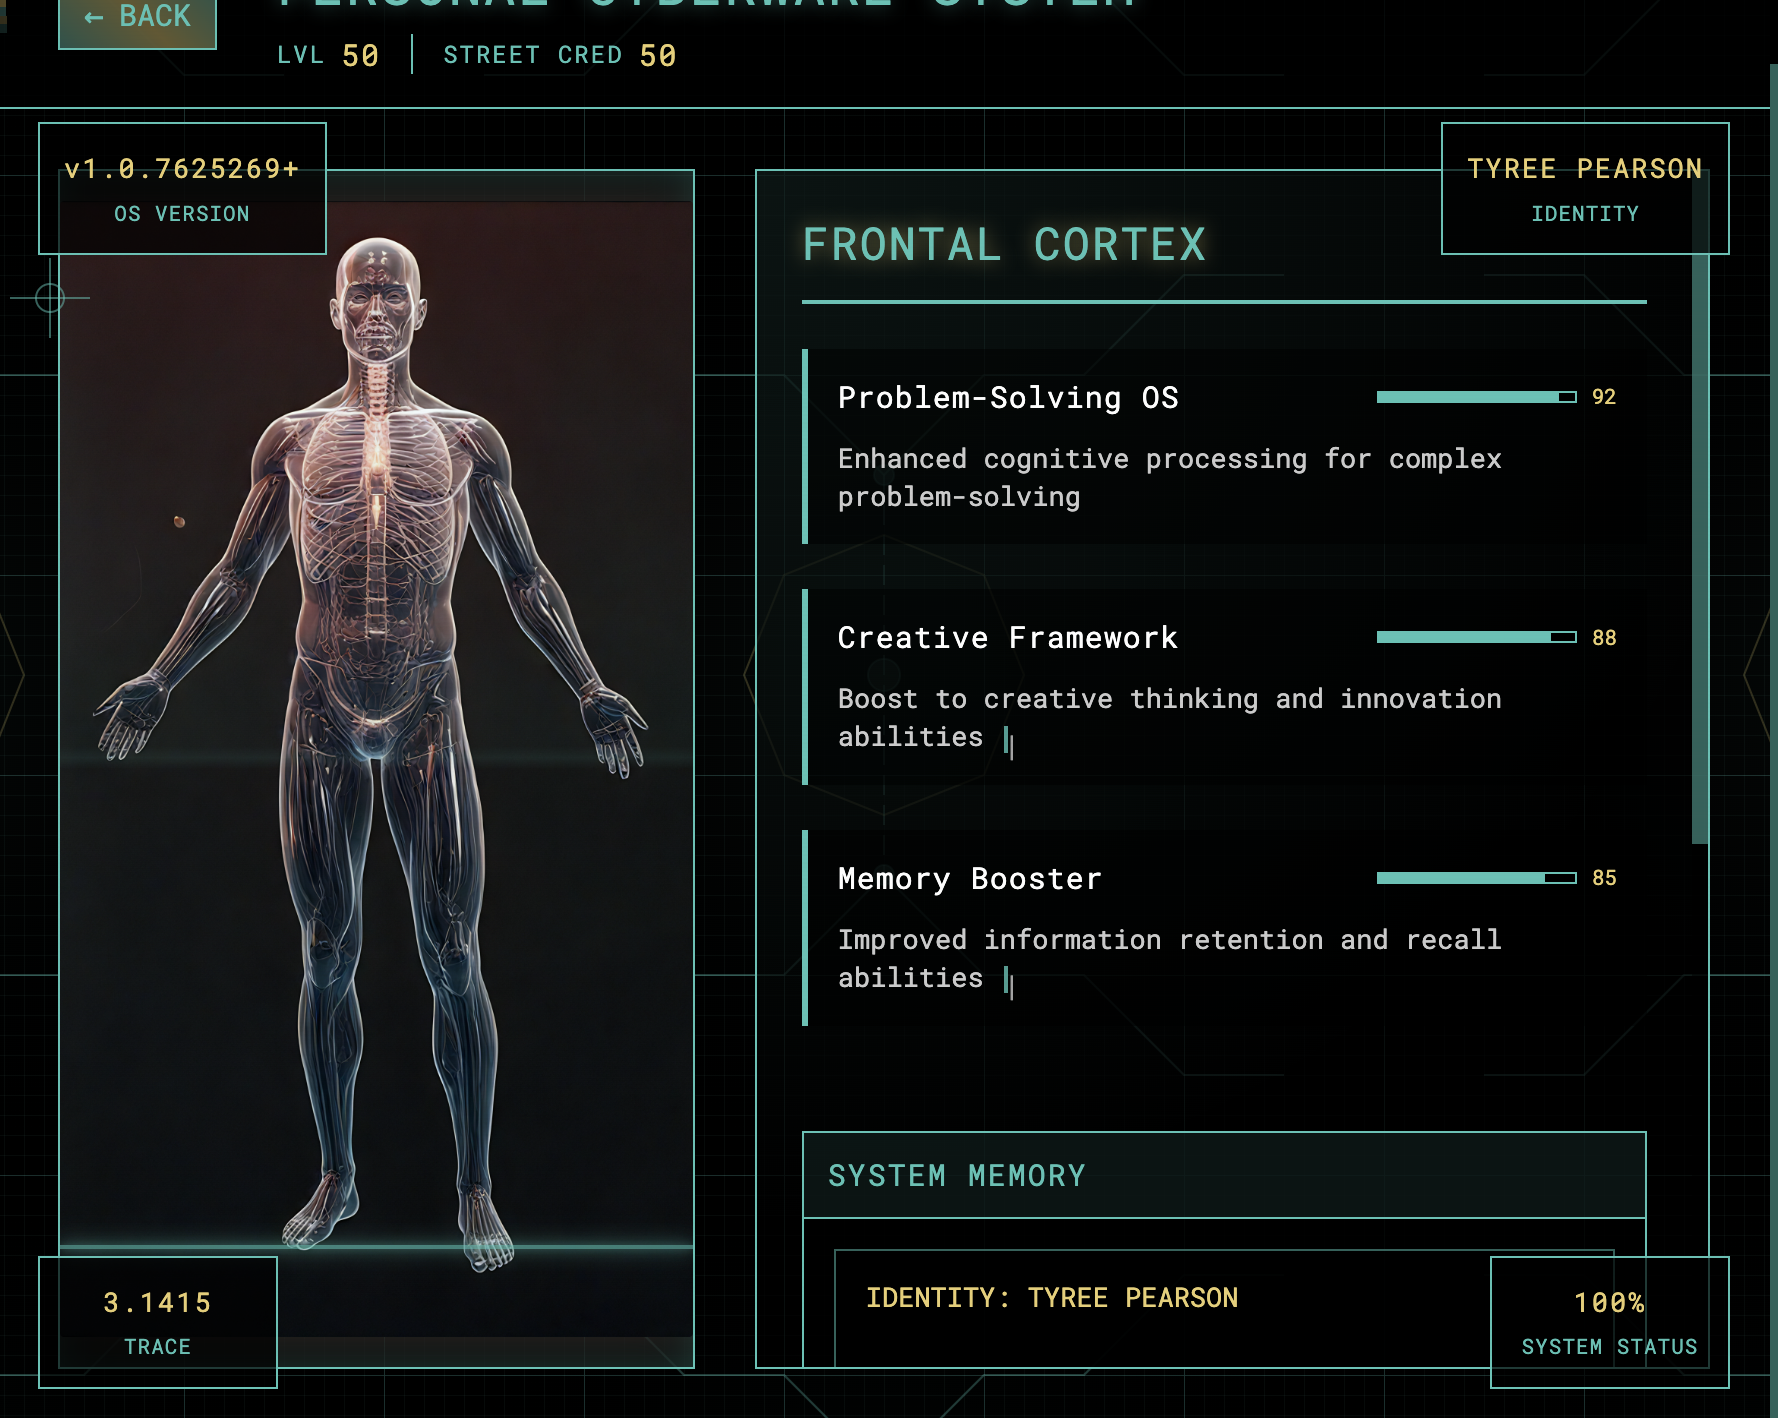 ← BACK
PERSONAL CYBERWARE SYSTEM
LVL 50 STREET CRED 50
v1.0.7625269+
OS VERSION
TYREE PEARSON
IDENTITY
FRONTAL CORTEX
Problem-Solving OS 92
Enhanced cognitive processing for complex
problem-solving
Creative Framework 88
Boost to creative thinking and innovation
abilities
Memory Booster 85
Improved information retention and recall
abilities
SYSTEM MEMORY
IDENTITY: TYREE PEARSON
3.1415
TRACE
100%
SYSTEM STATUS